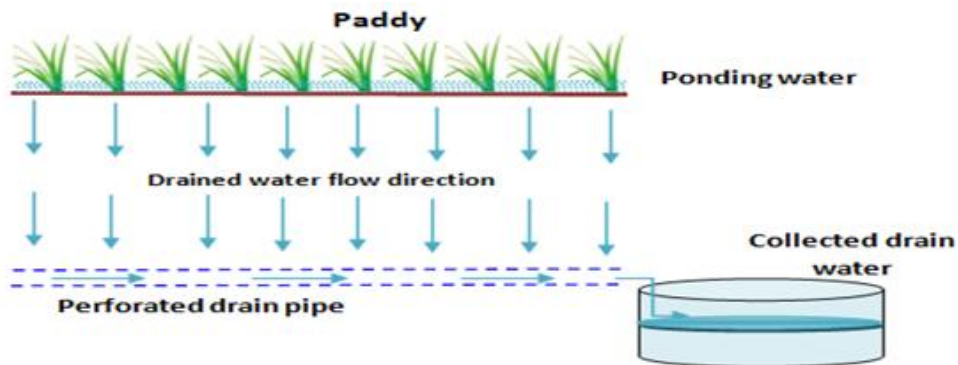 Paddy
Ponding water
Drained water flow direction
Collected drain
water
Perforated drain pipe